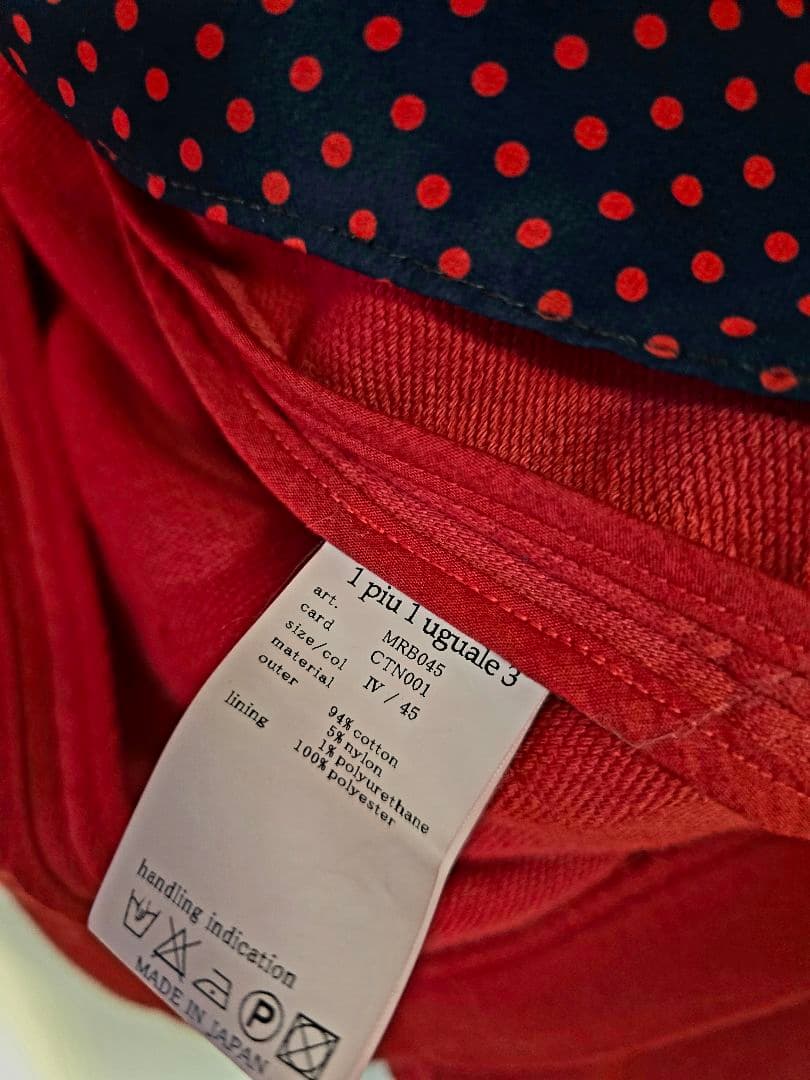 1 piu 1 uguale 3
art. MRB045
card CTN001
size/col IV / 45
material
outer 94% cotton
5% nylon
1% polyurethane
lining 100% polyester
handling indication
P
MADE IN JAPAN